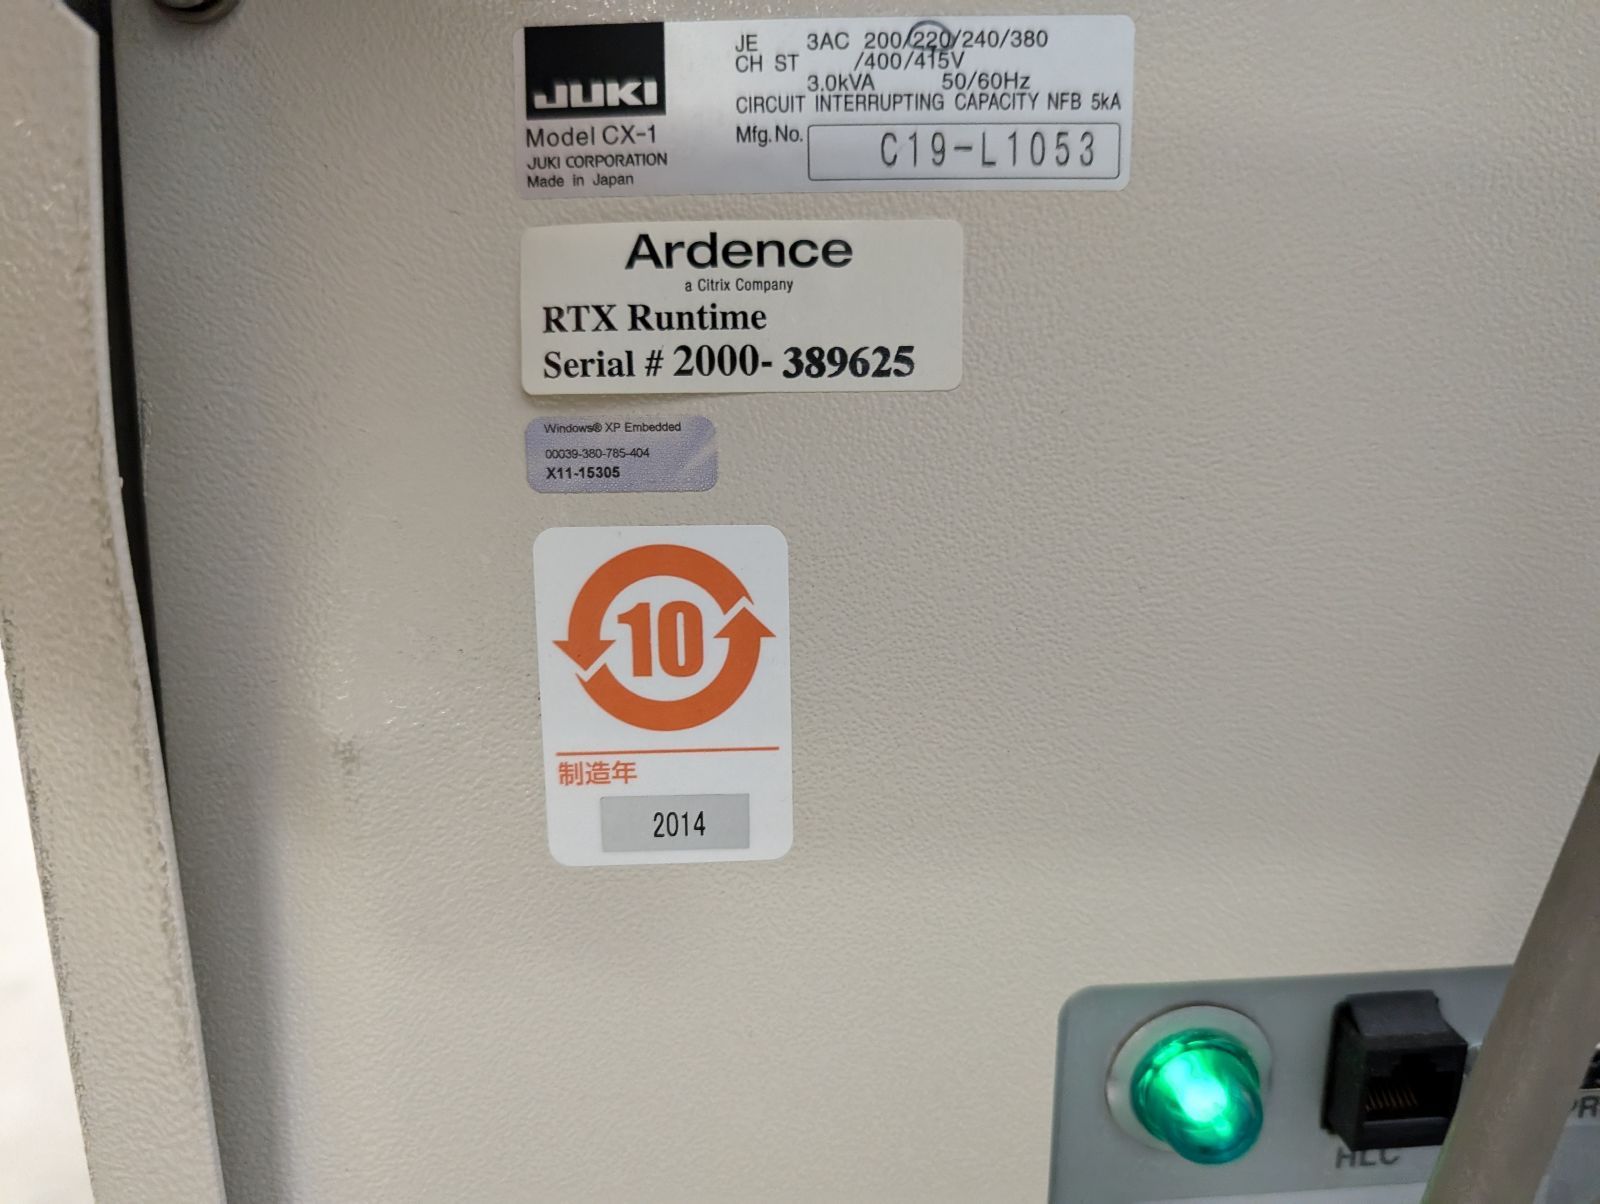 JUKI
Model CX-1
JUKI CORPORATION
Made in Japan
JE 3AC 200/220/240/380
CH ST /400/415V
3.0kVA 50/60Hz
CIRCUIT INTERRUPTING CAPACITY NFB 5kA
Mfg. No. C19-L1053
Ardence
a Citrix Company
RTX Runtime
Serial # 2000-389625
Windows® XP Embedded
00039-380-785-404
X11-15305
10
制造年
2014
HLC